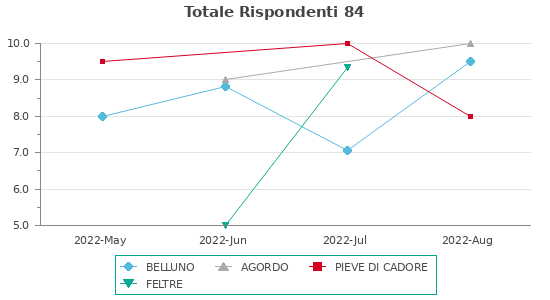 Totale Rispondenti 84
10.0
9.0
8.0
7.0
6.0
5.0
2022-May 2022-Jun 2022-Jul 2022-Aug
BELLUNO AGORDO PIEVE DI CADORE
FELTRE